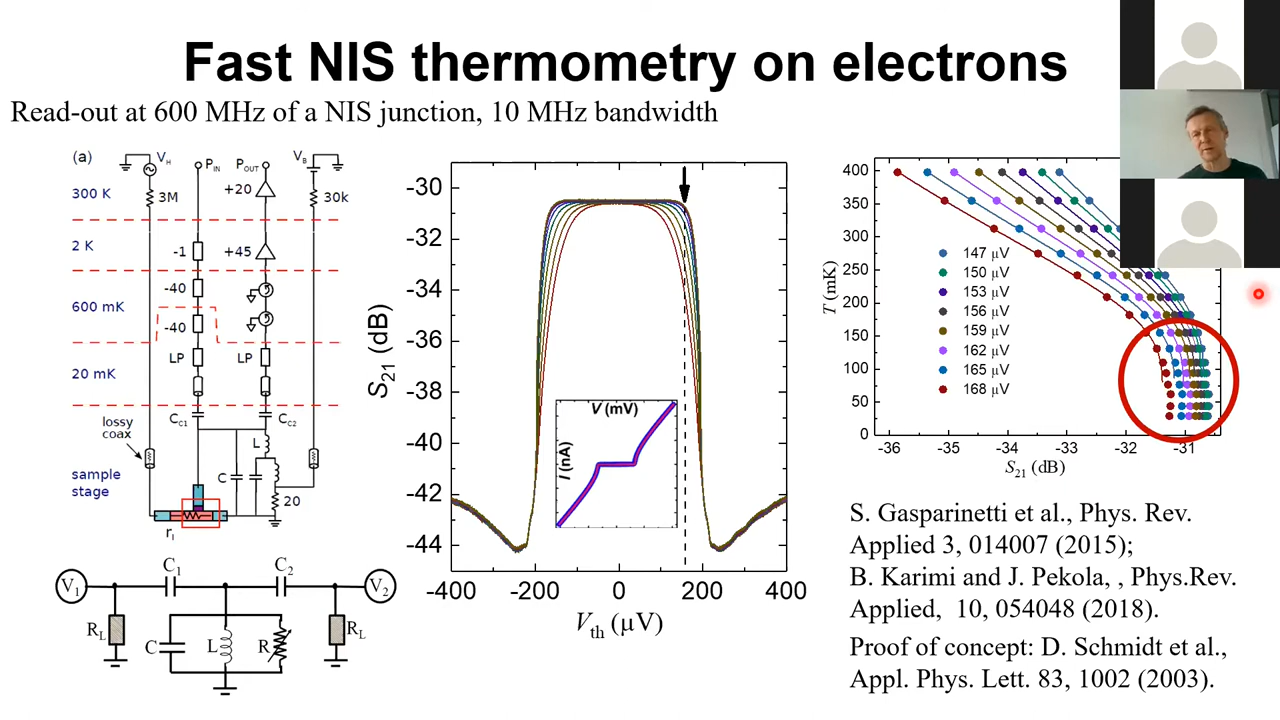 Fast NIS thermometry on electrons
Read-out at 600 MHz of a NIS junction, 10 MHz bandwidth
(a)
V_H
P_IN
P_OUT
V_B
300 K
3M
+20
30k
2 K
-1
+45
600 mK
-40
-40
LP
LP
20 mK
C_C1
C_C2
lossy
coax
L
C
sample
stage
20
r_i
V_1
C_1
C_2
V_2
R_L
C
L
R
R_L
S_21 (dB)
-30
-32
-34
-36
-38
-40
-42
-44
-400
-200
0
200
400
V_th (µV)
V (mV)
I (nA)
T (mK)
400
350
300
250
200
150
100
50
0
147 µV
150 µV
153 µV
156 µV
159 µV
162 µV
165 µV
168 µV
-36
-35
-34
-33
-32
-31
S_21 (dB)
S. Gasparinetti et al., Phys. Rev.
Applied 3, 014007 (2015);
B. Karimi and J. Pekola, , Phys.Rev.
Applied, 10, 054048 (2018).
Proof of concept: D. Schmidt et al.,
Appl. Phys. Lett. 83, 1002 (2003).